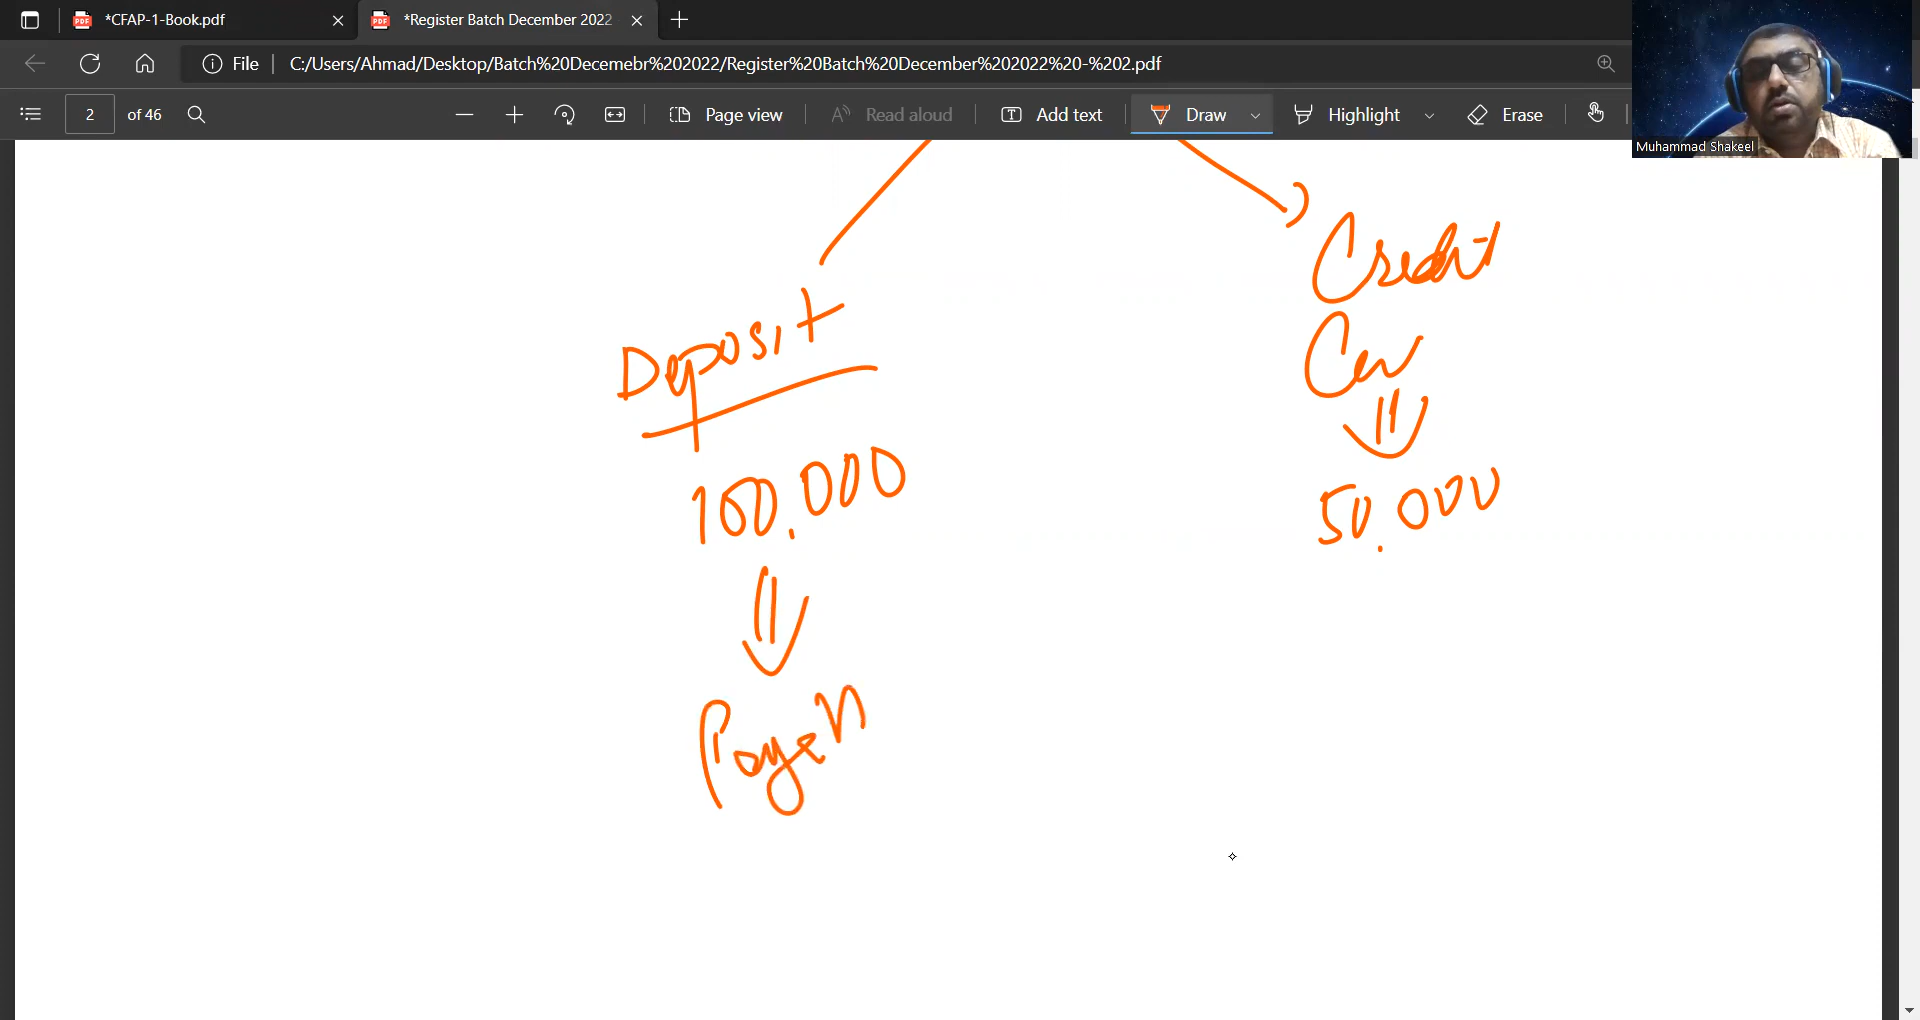 *CFAP-1-Book.pdf
*Register Batch December 2022
File C:/Users/Ahmad/Desktop/Batch%20Decemebr%202022/Register%20Batch%20December%202022%20-%202.pdf
2 of 46 Page view Read aloud Add text Draw Highlight Erase
Muhammad Shakeel
Credit
Deposit
100,000
50,000